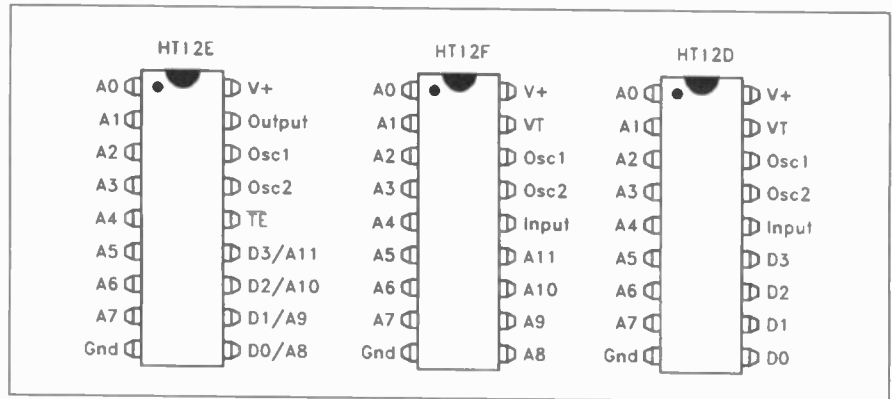 HT12E
A0
A1
A2
A3
A4
A5
A6
A7
Gnd
V+
Output
Osc1
Osc2
T̅E̅
D3/A11
D2/A10
D1/A9
D0/A8
HT12F
A0
A1
A2
A3
A4
A5
A6
A7
Gnd
V+
VT
Osc1
Osc2
Input
A11
A10
A9
A8
HT12D
A0
A1
A2
A3
A4
A5
A6
A7
Gnd
V+
VT
Osc1
Osc2
Input
D3
D2
D1
D0